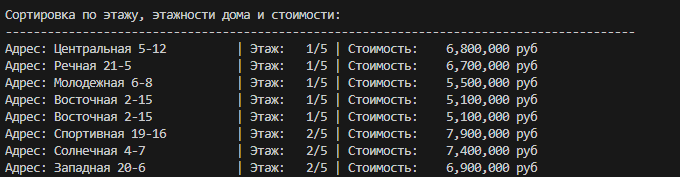 Сортировка по этажу, этажности дома и стоимости:
------------------------------------------------------------------------------------------
Адрес: Центральная 5-12          | Этаж:   1/5 | Стоимость:    6,800,000 руб
Адрес: Речная 21-5               | Этаж:   1/5 | Стоимость:    6,700,000 руб
Адрес: Молодежная 6-8            | Этаж:   1/5 | Стоимость:    5,500,000 руб
Адрес: Восточная 2-15            | Этаж:   1/5 | Стоимость:    5,100,000 руб
Адрес: Восточная 2-15            | Этаж:   1/5 | Стоимость:    5,100,000 руб
Адрес: Спортивная 19-16          | Этаж:   2/5 | Стоимость:    7,900,000 руб
Адрес: Солнечная 4-7             | Этаж:   2/5 | Стоимость:    7,400,000 руб
Адрес: Западная 20-6             | Этаж:   2/5 | Стоимость:    6,900,000 руб